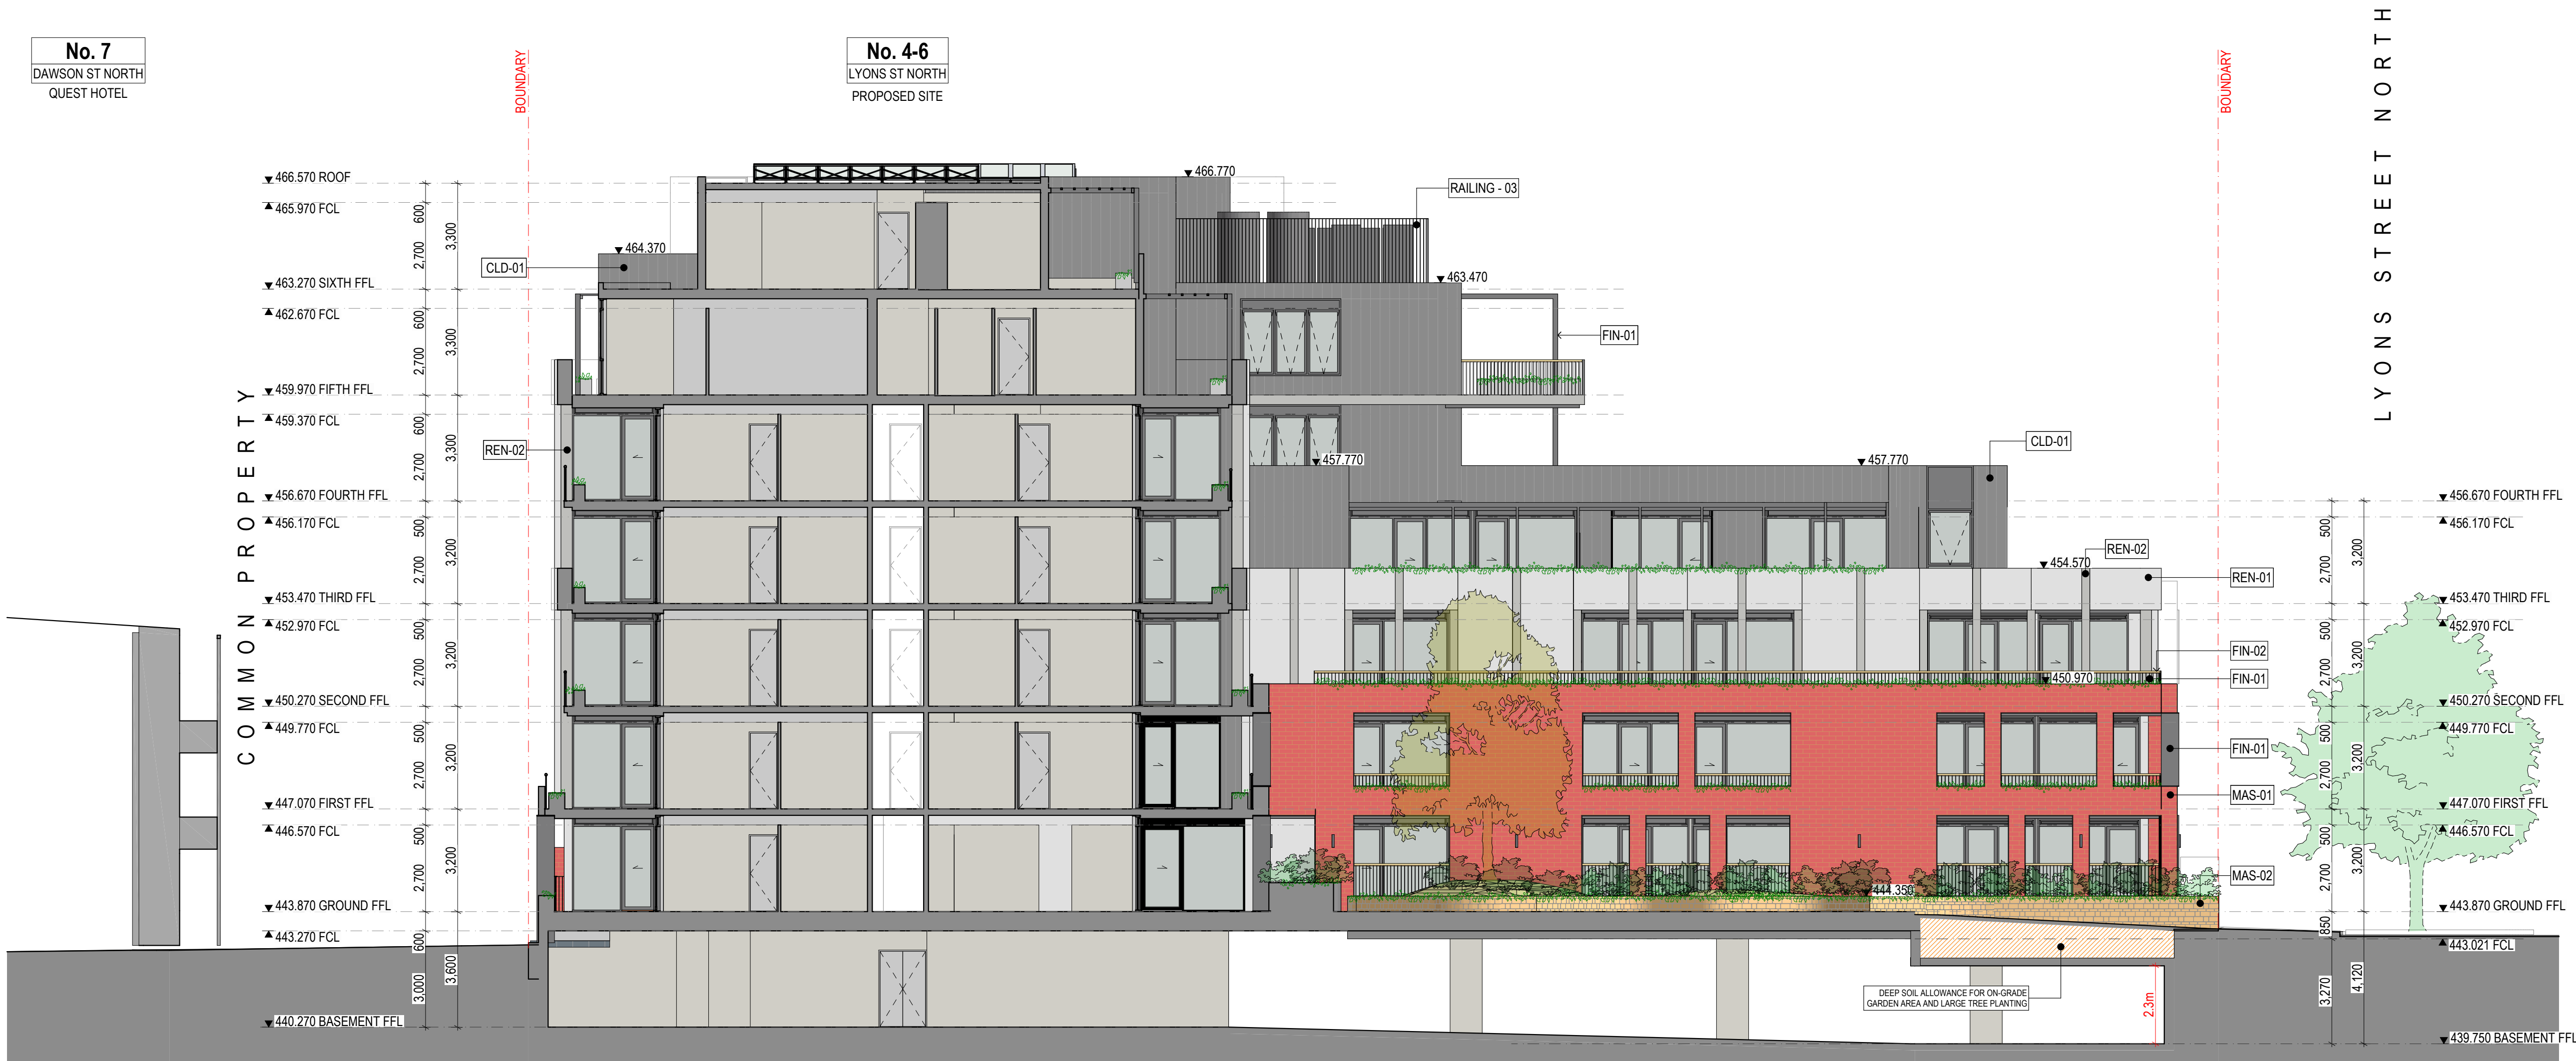 No. 7
DAWSON ST NORTH
QUEST HOTEL
BOUNDARY
No. 4-6
LYONS ST NORTH
PROPOSED SITE
BOUNDARY
LYONS STREET NORTH
COMMON PROPERTY
466.570 ROOF
465.970 FCL
463.270 SIXTH FFL
462.670 FCL
459.970 FIFTH FFL
459.370 FCL
456.670 FOURTH FFL
456.170 FCL
453.470 THIRD FFL
452.970 FCL
450.270 SECOND FFL
449.770 FCL
447.070 FIRST FFL
446.570 FCL
443.870 GROUND FFL
443.270 FCL
440.270 BASEMENT FFL
600
2,700
600
2,700
600
2,700
500
2,700
500
2,700
500
2,700
500
2,700
600
3,000
3,300
3,300
3,300
3,200
3,200
3,200
3,200
3,600
CLD-01
464.370
REN-02
466.770
RAILING - 03
463.470
FIN-01
457.770
457.770
CLD-01
REN-02
454.570
REN-01
FIN-02
450.970
FIN-01
FIN-01
MAS-01
MAS-02
444.350
DEEP SOIL ALLOWANCE FOR ON-GRADE
GARDEN AREA AND LARGE TREE PLANTING
2.3m
500
2,700
500
2,700
500
2,700
500
2,700
850
3,270
3,200
3,200
3,200
3,200
4,120
456.670 FOURTH FFL
456.170 FCL
453.470 THIRD FFL
452.970 FCL
450.270 SECOND FFL
449.770 FCL
447.070 FIRST FFL
446.570 FCL
443.870 GROUND FFL
443.021 FCL
439.750 BASEMENT FFL